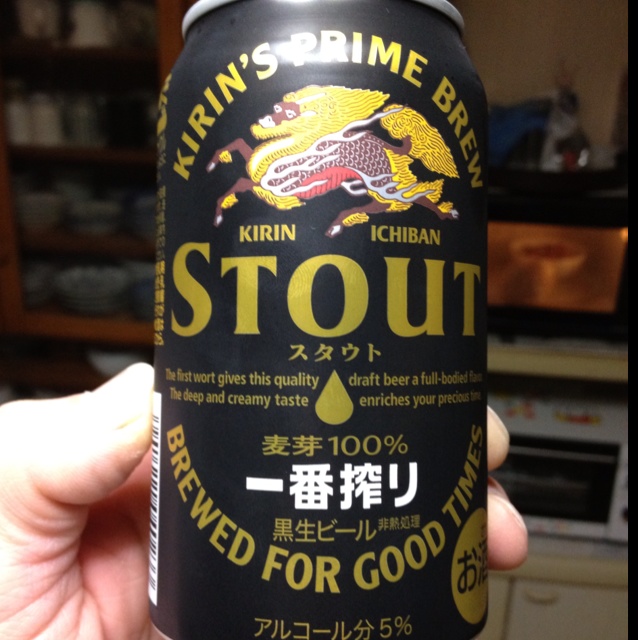 KIRIN'S PRIME BREW
KIRIN ICHIBAN
STOUT
スタウト
The first wort gives this quality draft beer a full-bodied
The deep and creamy taste enriches your precious time.
麦芽100%
一番搾り
黒生ビール 非熱処理
BREWED FOR GOOD TIMES
お酒
アルコール分5%